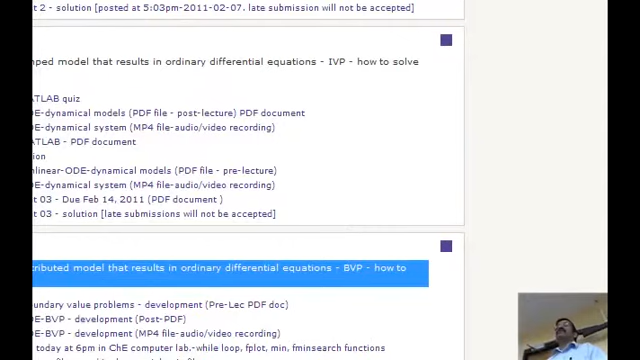 t 2 - solution [posted at 5:03pm-2011-02-07. late submission will not be accepted]
mped model that results in ordinary differential equations - IVP - how to solve
ATLAB quiz
DE-dynamical models (PDF file - post-lecture) PDF document
DE-dynamical system (MP4 file-audio/video recording)
ATLAB - PDF document
ion
nlinear-ODE-dynamical models (PDF file - pre-lecture)
DE-dynamical system (MP4 file-audio/video recording)
t 03 - Due Feb 14, 2011 (PDF document )
t 03 - solution [late submissions will not be accepted]
tributed model that results in ordinary differential equations - BVP - how to
undary value problems - development (Pre-Lec PDF doc)
DE-BVP - development (Post-PDF)
DE-BVP - development (MP4 file-audio/video recording)
today at 6pm in ChE computer lab.-while loop, fplot, min, fminsearch functions